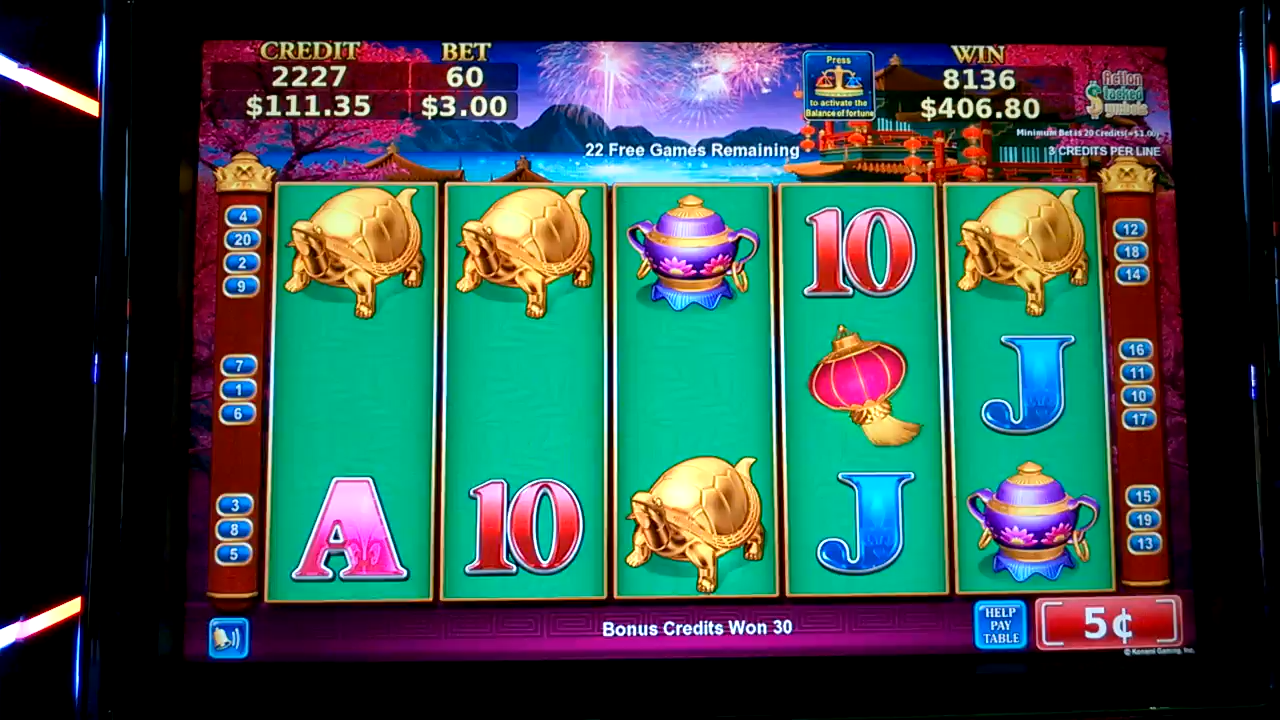 CREDIT
2227
$111.35
BET
60
$3.00
Press
to activate the
Balance of fortune
WIN
8136
$406.80
Action
Stacked
Symbols
Minimum Bet is 20 Credits(=$1.00)
3 CREDITS PER LINE
22 Free Games Remaining
4
20
2
9
7
1
6
3
8
5
10
J
A
10
J
12
18
14
16
11
10
17
15
19
13
Bonus Credits Won 30
HELP
PAY
TABLE
5¢
© Konami Gaming, Inc.